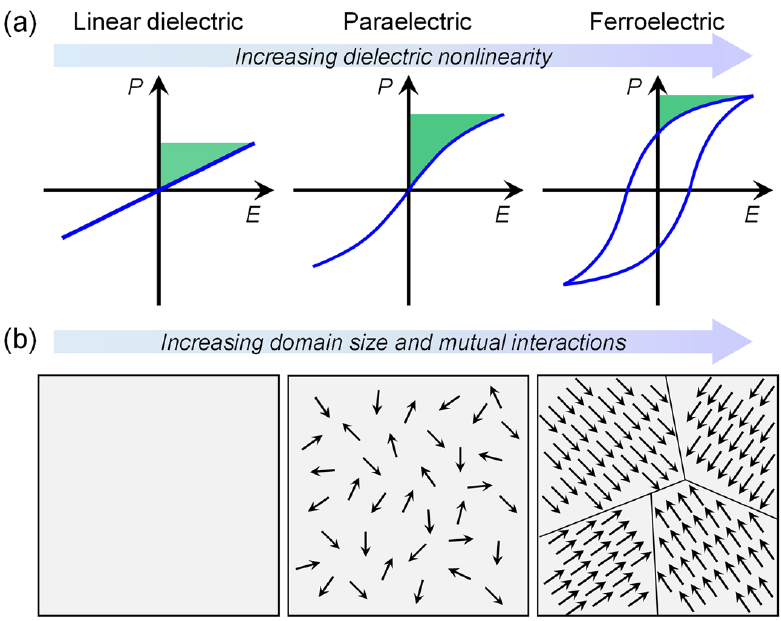 (a) Linear dielectric Paraelectric Ferroelectric
Increasing dielectric nonlinearity
P P P
E E E
(b) Increasing domain size and mutual interactions